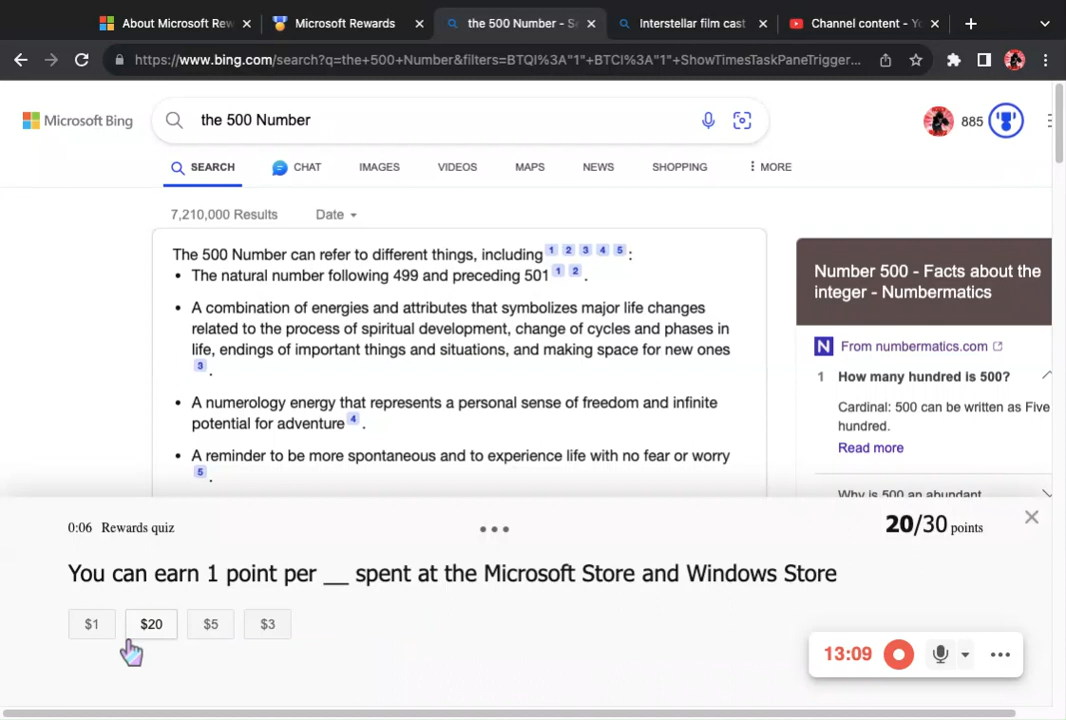 About Microsoft Rew
Microsoft Rewards
the 500 Number - S
Interstellar film cast
Channel content - Yo
https://www.bing.com/search?q=the+500+Number&filters=BTQI%3A"1"+BTCI%3A"1"+ShowTimesTaskPaneTrigger...
Microsoft Bing
the 500 Number
885
SEARCH
CHAT
IMAGES
VIDEOS
MAPS
NEWS
SHOPPING
MORE
7,210,000 Results
Date
The 500 Number can refer to different things, including 1 2 3 4 5 :
• The natural number following 499 and preceding 501 1 2 .
• A combination of energies and attributes that symbolizes major life changes
related to the process of spiritual development, change of cycles and phases in
life, endings of important things and situations, and making space for new ones
3 .
• A numerology energy that represents a personal sense of freedom and infinite
potential for adventure 4 .
• A reminder to be more spontaneous and to experience life with no fear or worry
5 .
Number 500 - Facts about the
integer - Numbermatics
N From numbermatics.com
1 How many hundred is 500?
Cardinal: 500 can be written as Five
hundred.
Read more
Why is 500 an abundant
0:06 Rewards quiz
20/30 points
You can earn 1 point per __ spent at the Microsoft Store and Windows Store
$1
$20
$5
$3
13:09